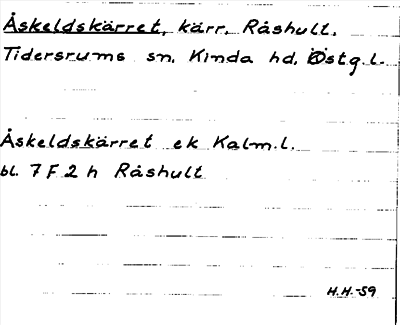 Åskeldskärret, kärr. Råshult.
Tidersrums sn. Kinda hd. Östg.l.
Åskeldskärret ek Kalm.l.
bl. 7 F 2 h Råshult
H.H.-59